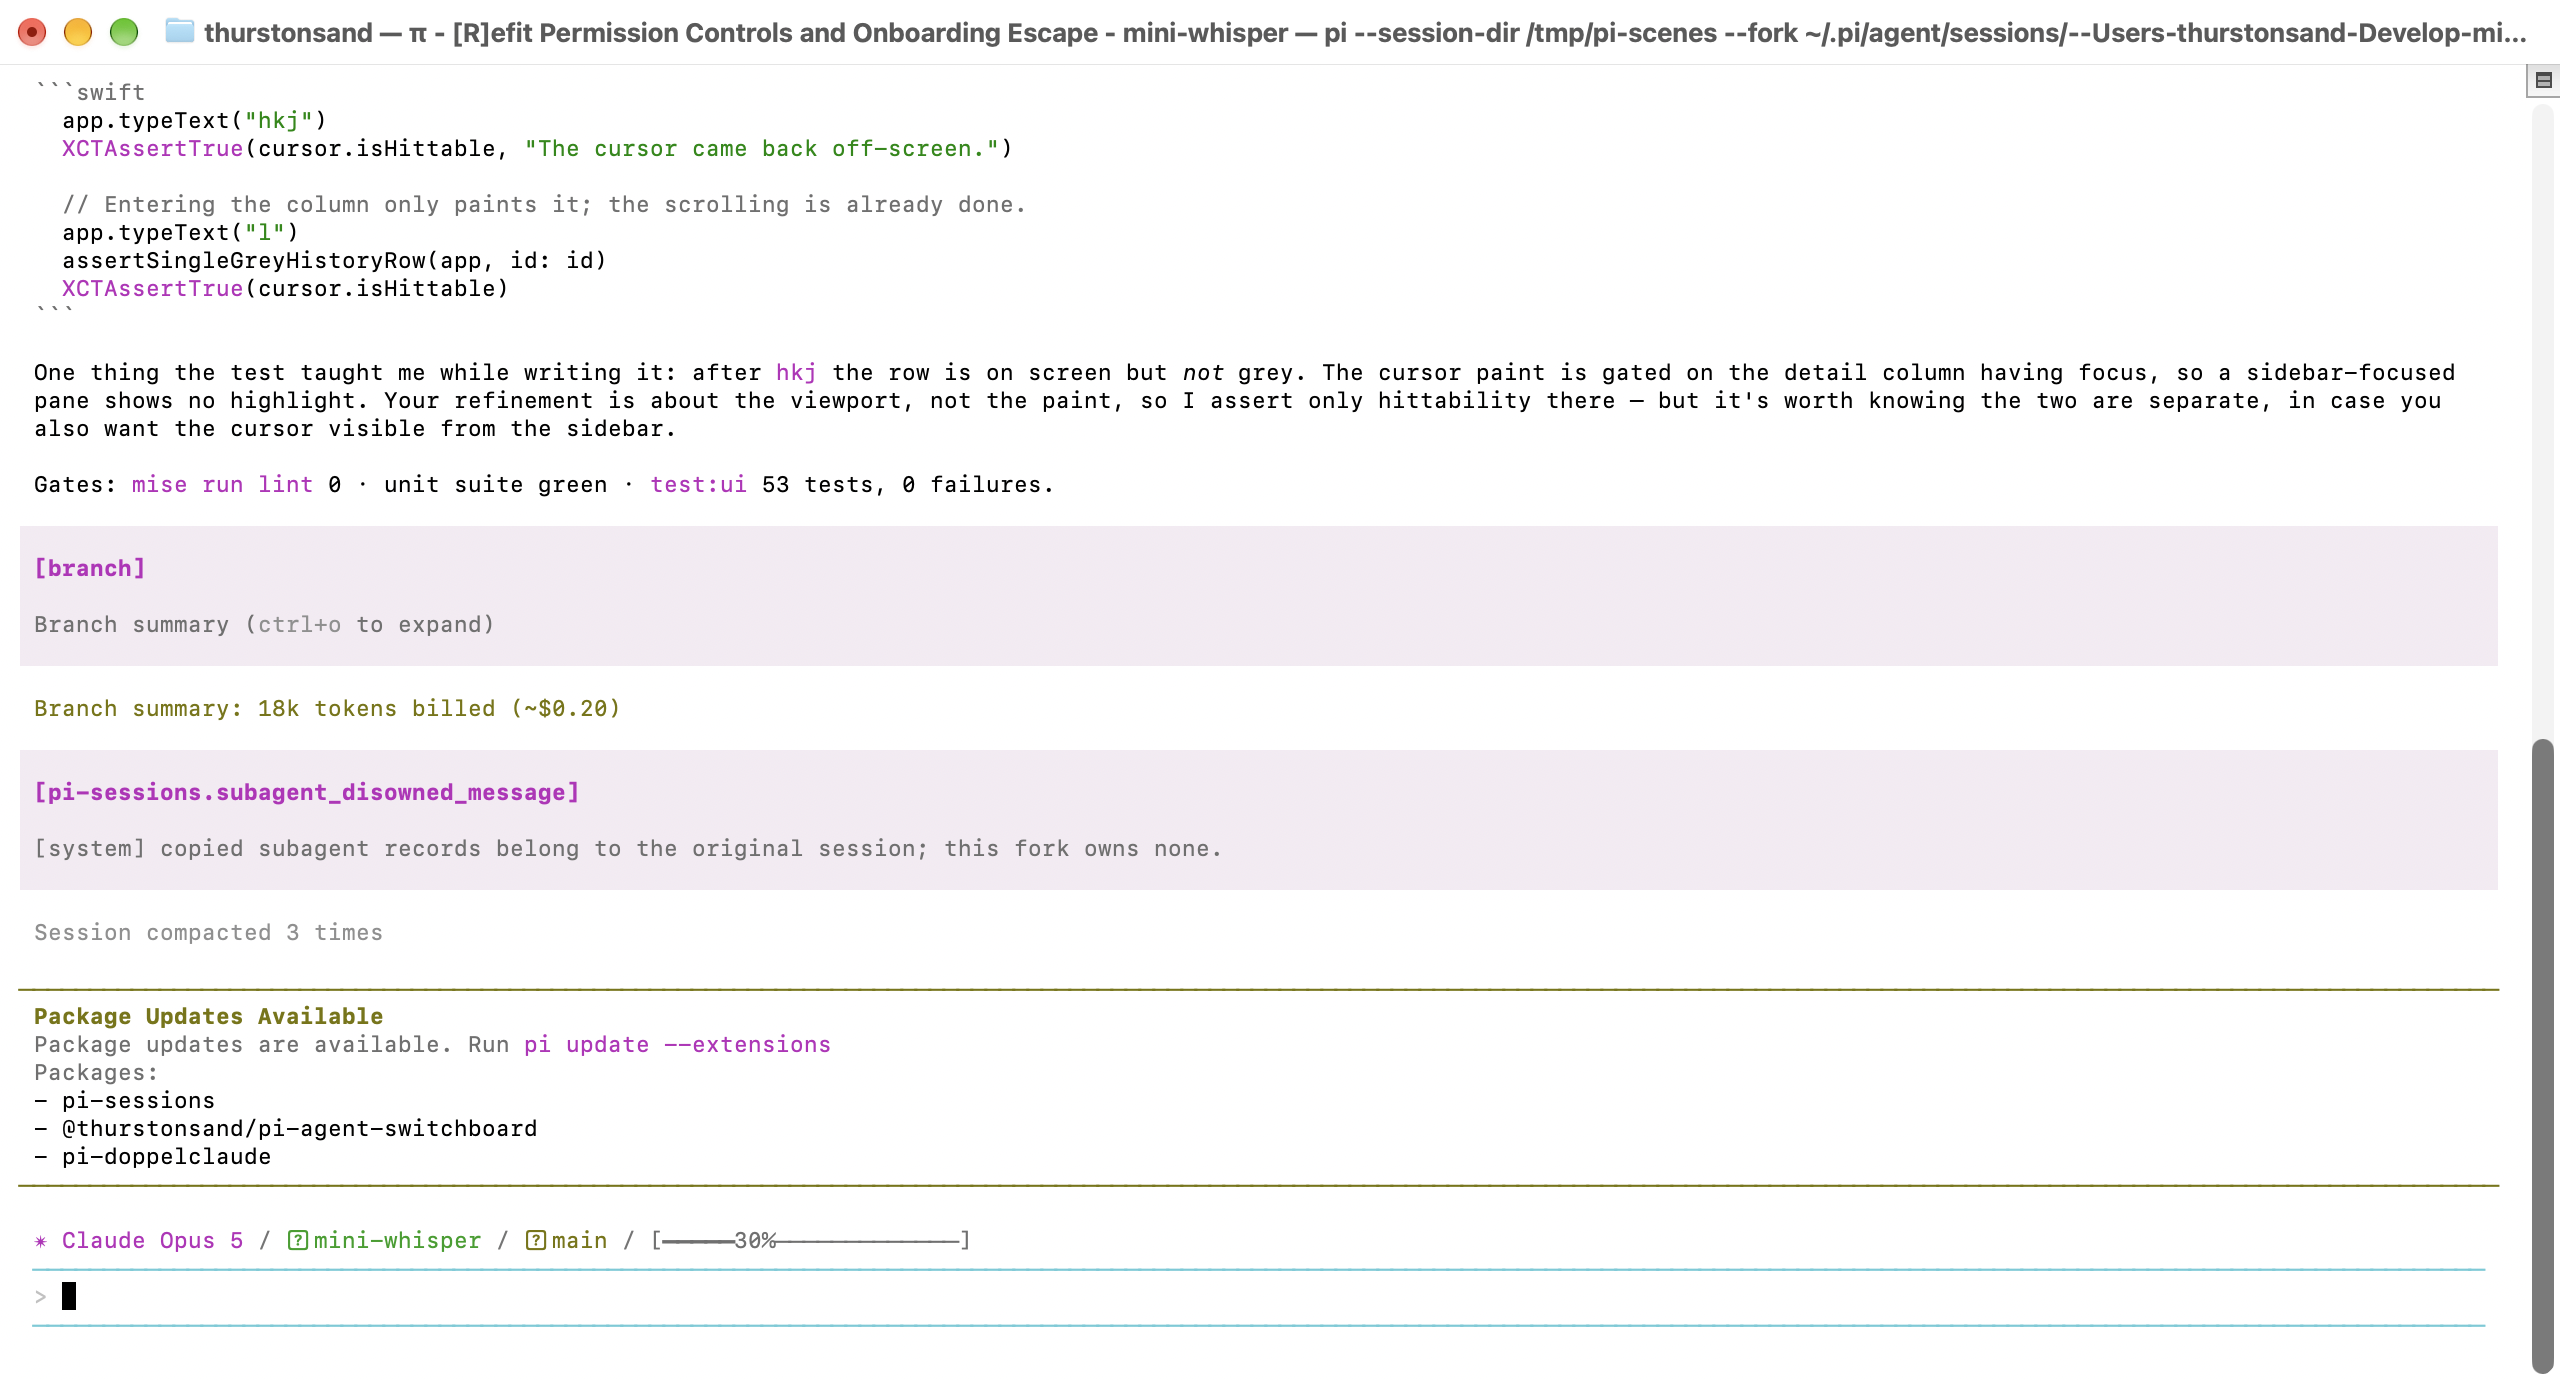 thurstonsand — π - [R]efit Permission Controls and Onboarding Escape - mini-whisper — pi --session-dir /tmp/pi-scenes --fork ~/.pi/agent/sessions/--Users-thurstonsand-Develop-mi...
```swift
app.typeText("hkj")
XCTAssertTrue(cursor.isHittable, "The cursor came back off-screen.")
// Entering the column only paints it; the scrolling is already done.
app.typeText("l")
assertSingleGreyHistoryRow(app, id: id)
XCTAssertTrue(cursor.isHittable)
```
One thing the test taught me while writing it: after hkj the row is on screen but not grey. The cursor paint is gated on the detail column having focus, so a sidebar-focused
pane shows no highlight. Your refinement is about the viewport, not the paint, so I assert only hittability there — but it's worth knowing the two are separate, in case you
also want the cursor visible from the sidebar.
Gates: mise run lint 0 · unit suite green · test:ui 53 tests, 0 failures.
[branch]
Branch summary (ctrl+o to expand)
Branch summary: 18k tokens billed (~$0.20)
[pi-sessions.subagent_disowned_message]
[system] copied subagent records belong to the original session; this fork owns none.
Session compacted 3 times
Package Updates Available
Package updates are available. Run pi update --extensions
Packages:
- pi-sessions
- @thurstonsand/pi-agent-switchboard
- pi-doppelclaude
✷ Claude Opus 5 / [?] mini-whisper / [?] main / [━━━━━30%─────────────]
>